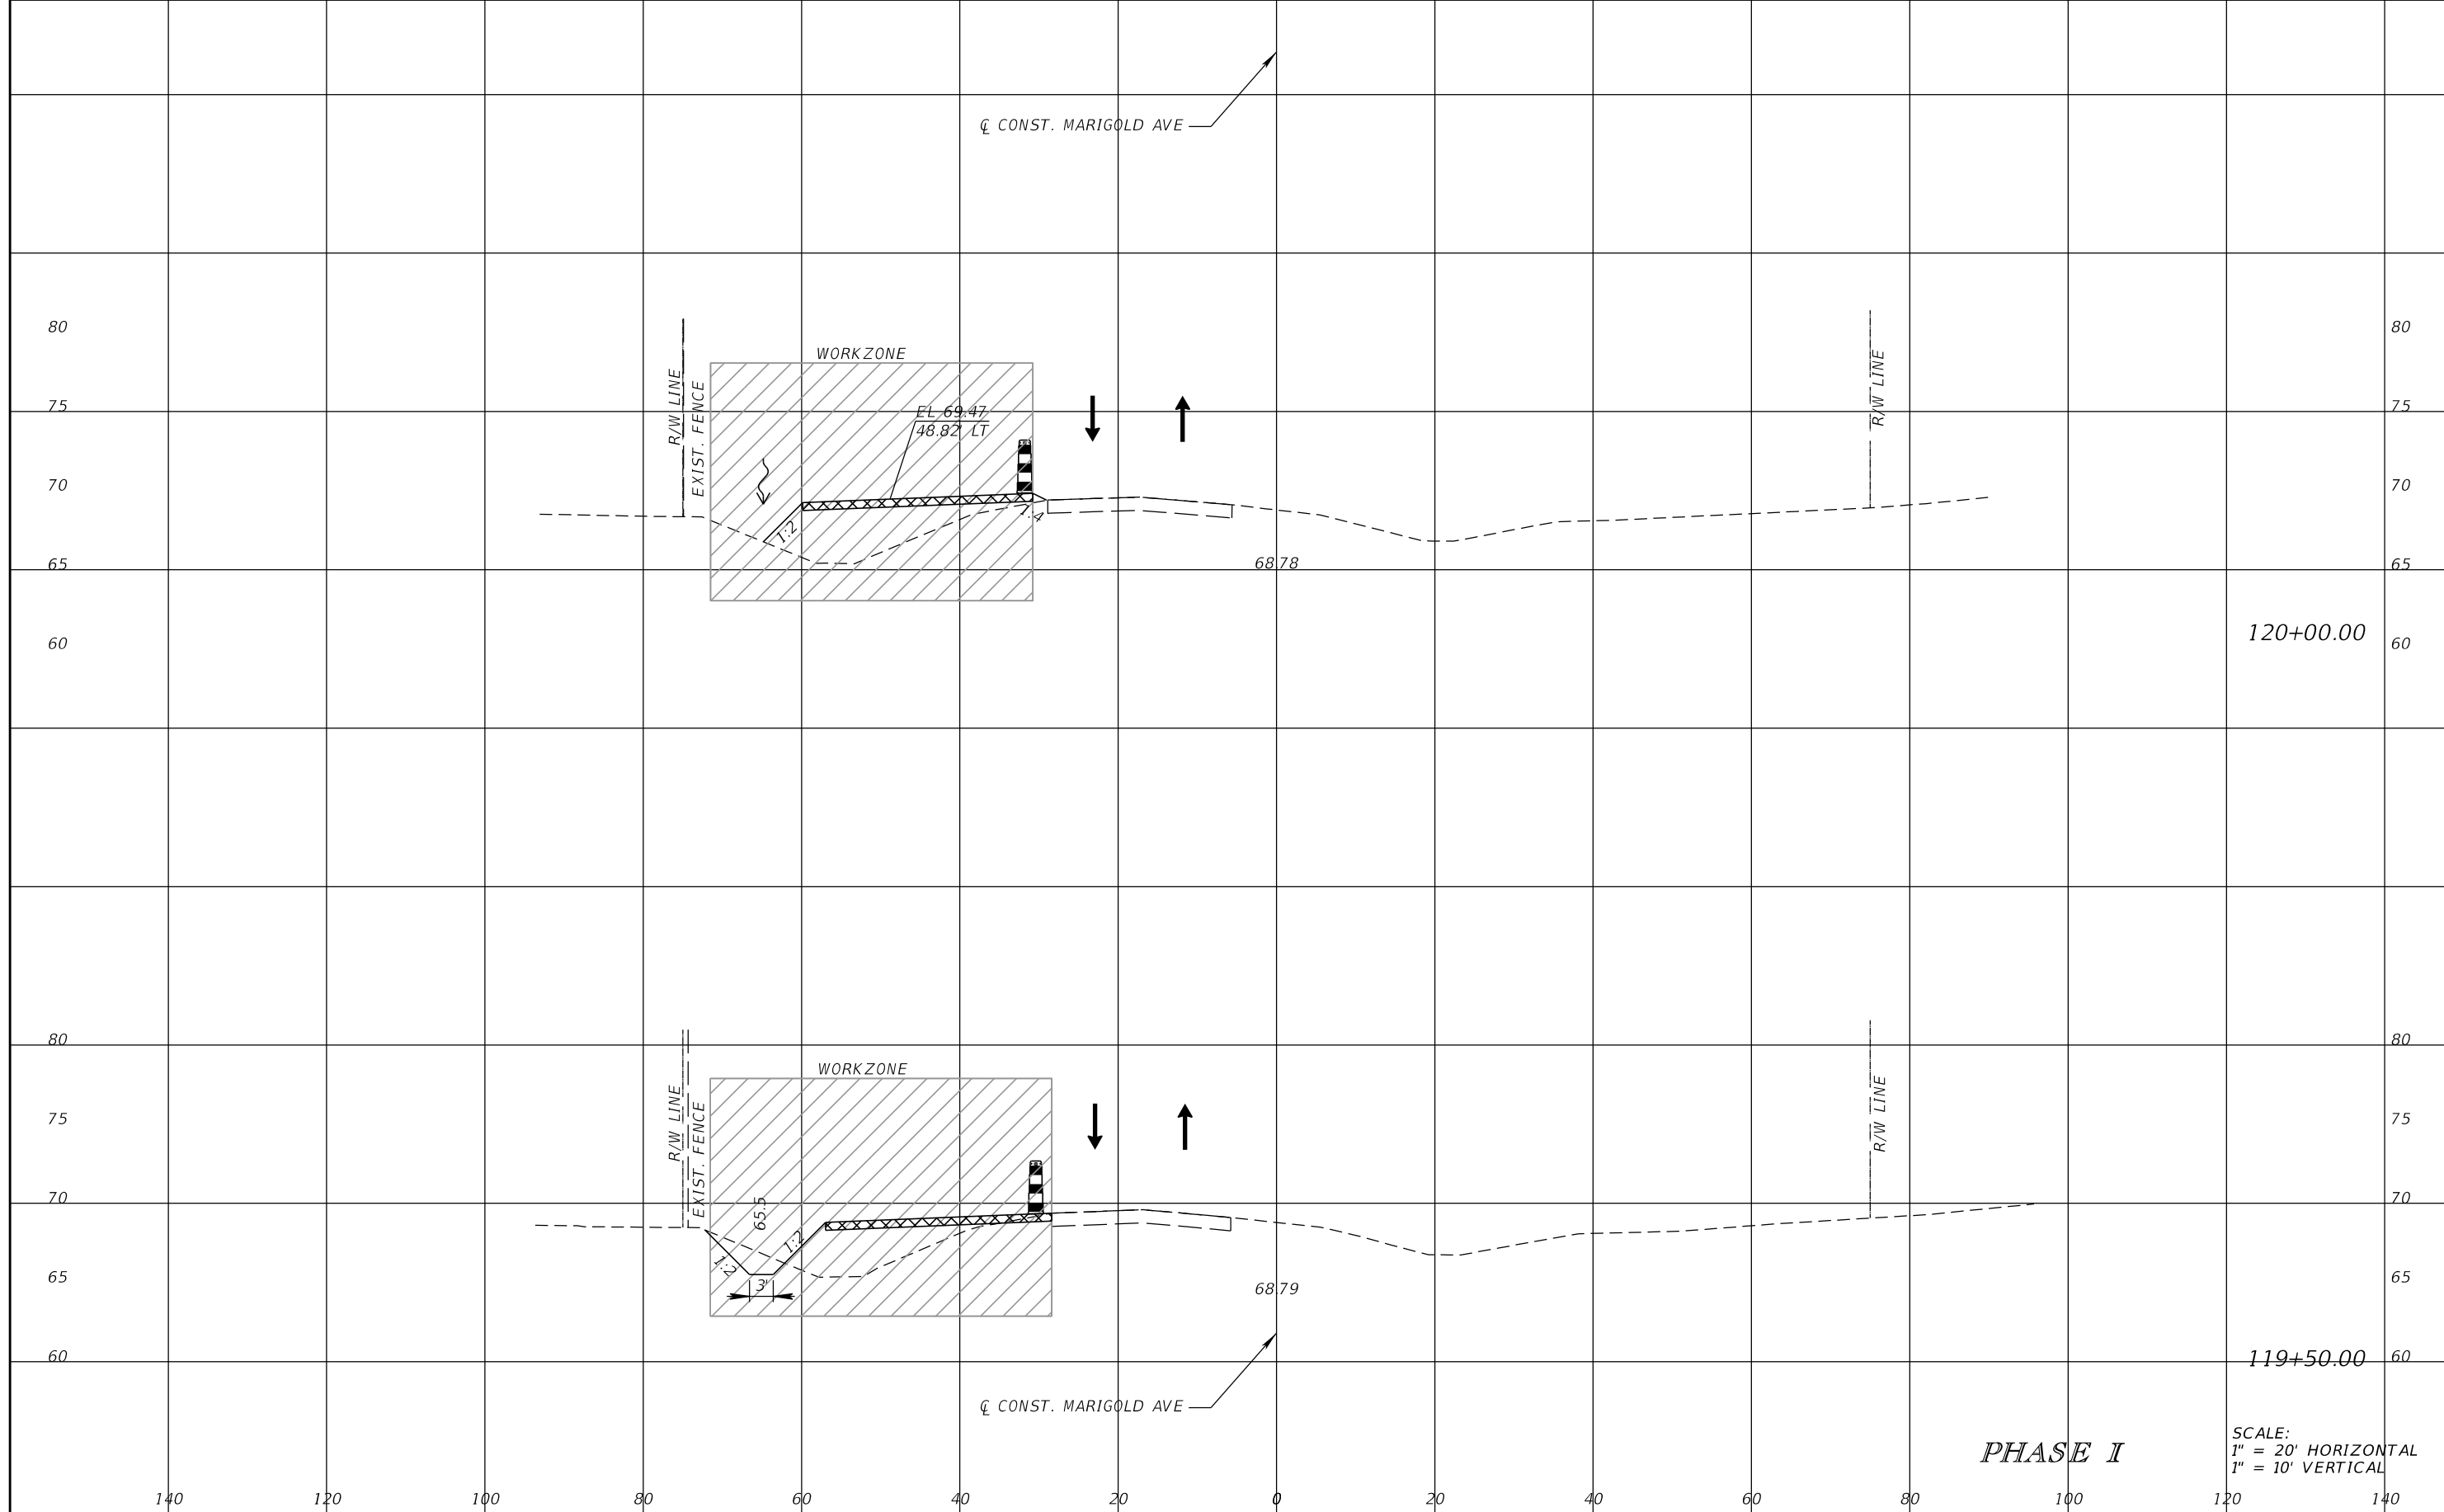 ℄ CONST. MARIGOLD AVE
80 80
WORKZONE
R/W LINE
EXIST. FENCE
R/W LINE
75 75
EL 69.47
48.82' LT
70 70
1:2
1:4
65 68.78 65
60 120+00.00 60
80 80
WORKZONE
R/W LINE
EXIST. FENCE
R/W LINE
75 75
70 70
65.5
1:2
1:2
65 65
3'
68.79
60 119+50.00 60
℄ CONST. MARIGOLD AVE
PHASE I
SCALE:
1" = 20' HORIZONTAL
1" = 10' VERTICAL
140 120 100 80 60 40 20 0 20 40 60 80 100 120 140